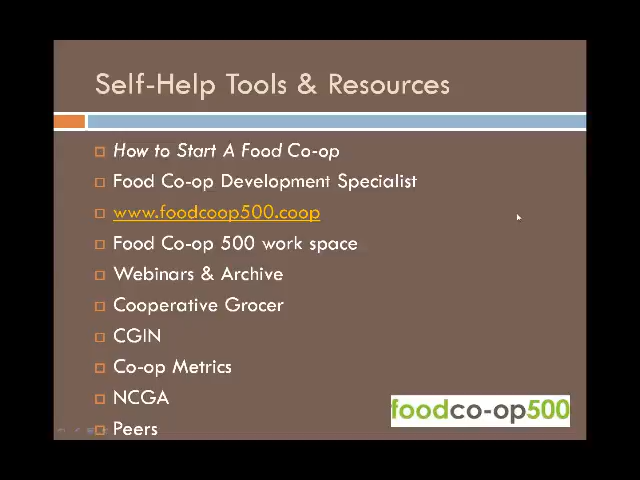 Self-Help Tools & Resources
How to Start A Food Co-op
Food Co-op Development Specialist
www.foodcoop500.coop
Food Co-op 500 work space
Webinars & Archive
Cooperative Grocer
CGIN
Co-op Metrics
NCGA
Peers
foodco-op500